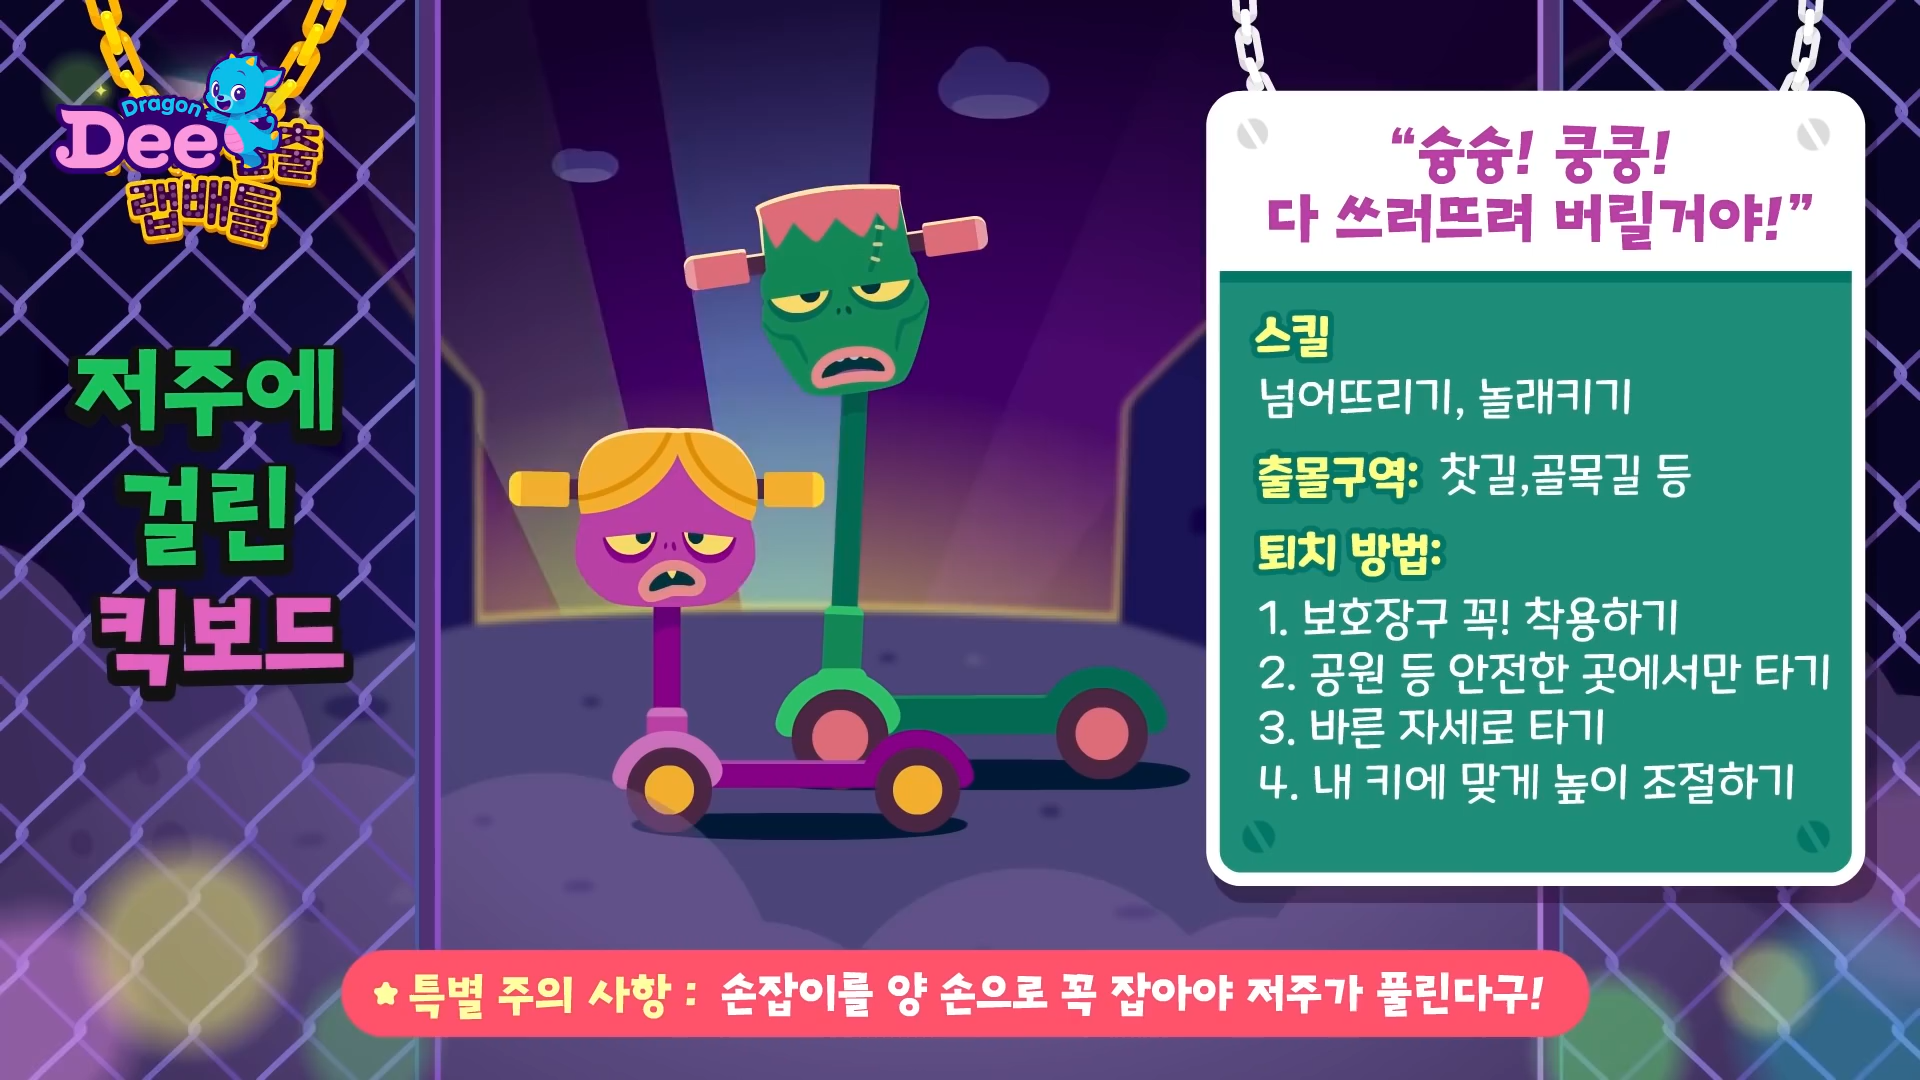 Dragon
Dee
랩배틀
저주에
걸린
킥보드
“슝슝! 쿵쿵!
다 쓰러뜨려 버릴거야!”
스킬
넘어뜨리기, 놀래키기
출몰구역: 찻길,골목길 등
퇴치 방법:
1. 보호장구 꼭! 착용하기
2. 공원 등 안전한 곳에서만 타기
3. 바른 자세로 타기
4. 내 키에 맞게 높이 조절하기
특별 주의 사항 : 손잡이를 양 손으로 꼭 잡아야 저주가 풀린다구!